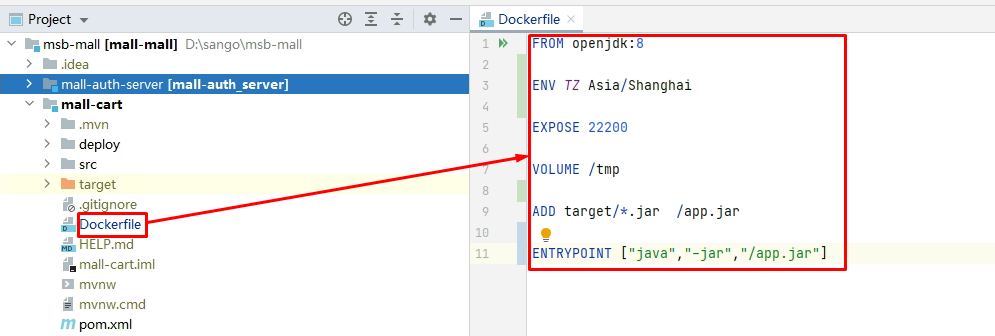 Project
msb-mall [mall-mall] D:\sango\msb-mall
.idea
mall-auth-server [mall-auth_server]
mall-cart
.mvn
deploy
src
target
.gitignore
Dockerfile
HELP.md
mall-cart.iml
mvnw
mvnw.cmd
pom.xml
Dockerfile
1 FROM openjdk:8
2
3 ENV TZ Asia/Shanghai
4
5 EXPOSE 22200
6
7 VOLUME /tmp
8
9 ADD target/*.jar  /app.jar
10
11 ENTRYPOINT ["java","-jar","/app.jar"]